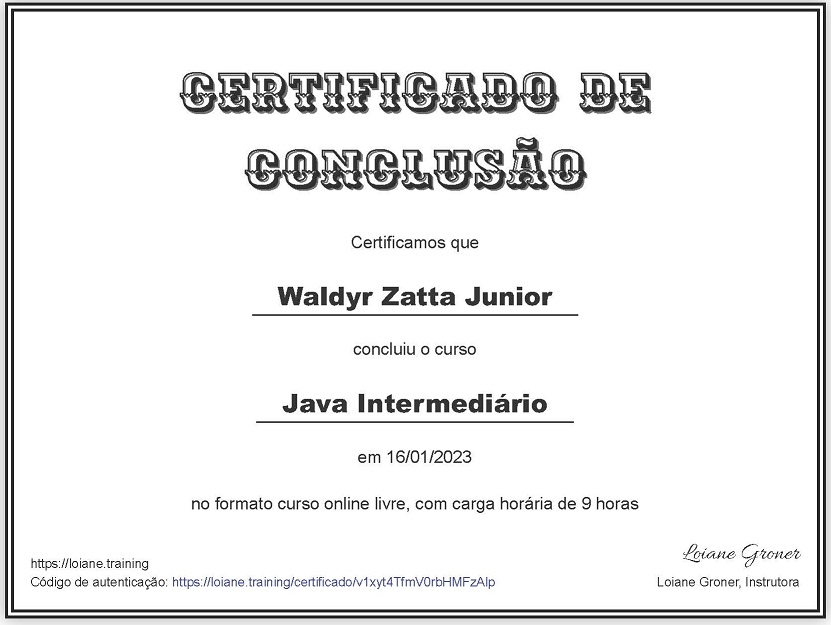 CERTIFICADO DE
CONCLUSÃO
Certificamos que
Waldyr Zatta Junior
concluiu o curso
Java Intermediário
em 16/01/2023
no formato curso online livre, com carga horária de 9 horas
Loiane Groner
https://loiane.training
Código de autenticação: https://loiane.training/certificado/v1xyt4TfmV0rbHMFzAlp
Loiane Groner, Instrutora